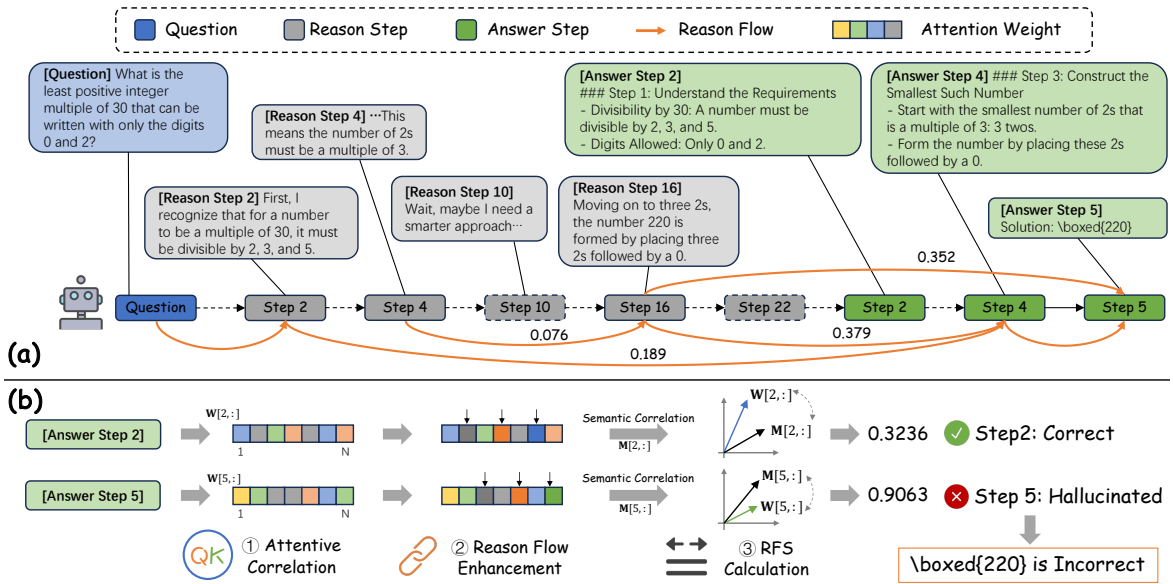 Question
Reason Step
Answer Step
Reason Flow
Attention Weight
[Question] What is the
least positive integer
multiple of 30 that can be
written with only the digits
0 and 2?
[Reason Step 4] ···This
means the number of 2s
must be a multiple of 3.
[Answer Step 2]
### Step 1: Understand the Requirements
- Divisibility by 30: A number must be
divisible by 2, 3, and 5.
- Digits Allowed: Only 0 and 2.
[Answer Step 4] ### Step 3: Construct the
Smallest Such Number
- Start with the smallest number of 2s that
is a multiple of 3: 3 twos.
- Form the number by placing these 2s
followed by a 0.
[Reason Step 2] First, I
recognize that for a number
to be a multiple of 30, it must
be divisible by 2, 3, and 5.
[Reason Step 10]
Wait, maybe I need a
smarter approach···
[Reason Step 16]
Moving on to three 2s,
the number 220 is
formed by placing three
2s followed by a 0.
[Answer Step 5]
Solution: \boxed{220}
0.352
Question
Step 2
Step 4
Step 10
Step 16
Step 22
Step 2
Step 4
Step 5
0.076
0.379
0.189
(a)
(b)
[Answer Step 2]
W[2,:]
1
N
Semantic Correlation
M[2,:]
W[2,:]
M[2,:]
0.3236
Step2: Correct
[Answer Step 5]
W[5,:]
1
N
Semantic Correlation
M[5,:]
M[5,:]
W[5,:]
0.9063
Step 5: Hallucinated
QK
① Attentive
Correlation
② Reason Flow
Enhancement
③ RFS
Calculation
\boxed{220} is Incorrect